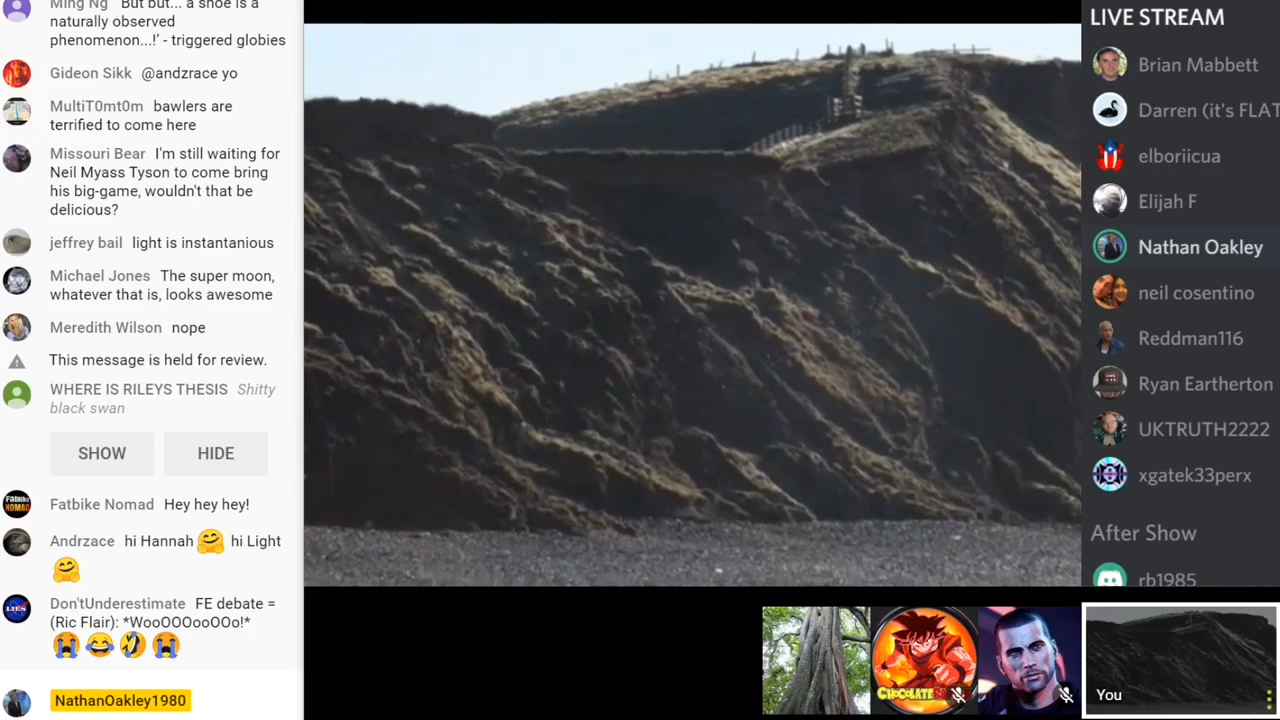 Ming Ng But but... a shoe is a
naturally observed
phenomenon...!' - triggered globies
Gideon Sikk @andzrace yo
MultiT0mt0m bawlers are
terrified to come here
Missouri Bear I'm still waiting for
Neil Myass Tyson to come bring
his big-game, wouldn't that be
delicious?
jeffrey bail light is instantanious
Michael Jones The super moon,
whatever that is, looks awesome
Meredith Wilson nope
This message is held for review.
WHERE IS RILEYS THESIS Shitty
black swan
SHOW HIDE
Fatbike Nomad Hey hey hey!
Andrzace hi Hannah🤗 hi Light
🤗
Don'tUnderestimate FE debate =
(Ric Flair): *WooOOOooOOo!*
😭😂🤣😭
NathanOakley1980
LIVE STREAM
Brian Mabbett
Darren (it's FLAT
elboriicua
Elijah F
Nathan Oakley
neil cosentino
Reddman116
Ryan Eartherton
UKTRUTH2222
xgatek33perx
After Show
rb1985
You